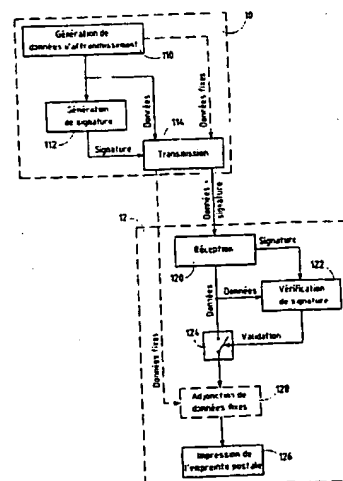 10
Génération de
données d'affranchissement
110
Génération
de signature
112
Données
Données fixes
114
Signature
Transmission
Données +
signature
12
Réception
120
Signature
122
Vérification
de signature
Données
Données
124
Validation
Données fixes
Adjonction de
données fixes
128
Impression de
l'empreinte postale
126